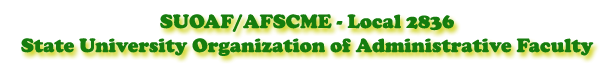 SUOAF/AFSCME - Local 2836
State University Organization of Administrative Faculty